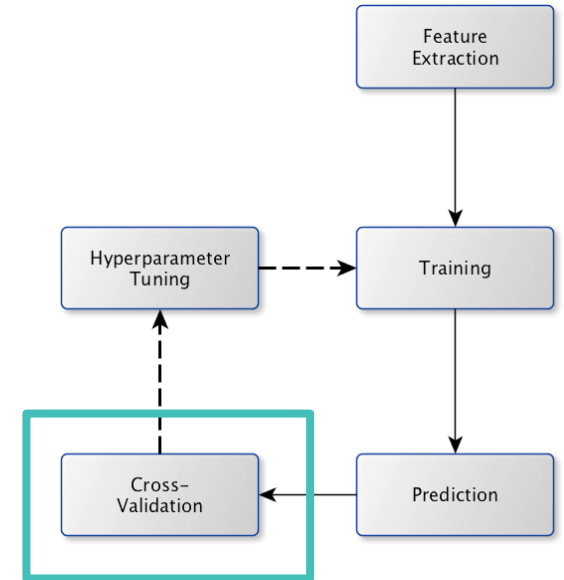 Feature
Extraction
Hyperparameter
Tuning
Training
Cross-
Validation
Prediction